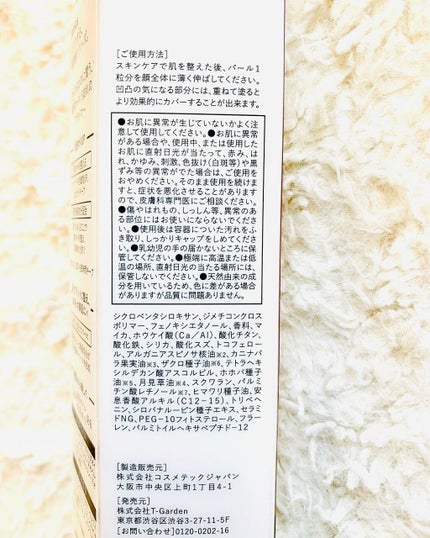 [ご使用方法]
スキンケアで肌を整えた後、パール1
粒分を顔全体に薄く伸ばしてください。
凹凸の気になる部分には、重ねて塗ると
より効果的にカバーすることが出来ます。
●お肌に異常が生じていないかよく注
意して使用してください。●お肌に異常
がある場合や、使用中、または使用した
お肌に直射日光が当たって、赤み、は
れ、かゆみ、刺激、色抜け(白斑等)や黒
ずみ等の異常がでた場合は、ご使用を
おやめください。そのまま使用を続けま
すと、症状を悪化させることがあります
ので、皮膚科専門医にご相談ください。
●傷やはれもの、しっしん等、異常のあ
る部位にはお使いにならないでくださ
い。●使用後は容器についた汚れをふ
き取り、しっかりキャップをしめてくださ
い。●乳幼児の手の届かないところに保
管してください。●極端に高温または低
温の場所、直射日光の当たる場所には、
保管しないでください。●天然由来の成
分を用いているため、色に差がある場合
がありますが品質に問題ありません。
シクロペンタシロキサン、ジメチコンクロス
ポリマー、フェノキシエタノール、香料、マ
イカ、ホウケイ酸(Ca/Al)、酸化チタン、
酸化鉄、シリカ、酸化スズ、トコフェロー
ル、アルガニアスピノサ核油※2、カニナバ
ラ果実油※3、ザクロ種子油※6、テトラヘキ
シルデカン酸アスコルビル、ホホバ種子
油※5、月見草油※4、スクワラン、パルミ
チン酸レチノール※7、ヒマワリ種子油、安
息香酸アルキル(C12-15)、トリペヘ
ニン、シロバナルーピン種子エキス、セラミ
ドNG、PEG-10フィトステロール、フラー
レン、パルミトイルヘキサペプチド-12
[製造販売元]
株式会社コスメテックジャパン
大阪市中央区上町1丁目4-1
[発売元]
株式会社T-Garden
東京都渋谷区渋谷3-27-11-5F
[お問い合わせ]0120-0202-16